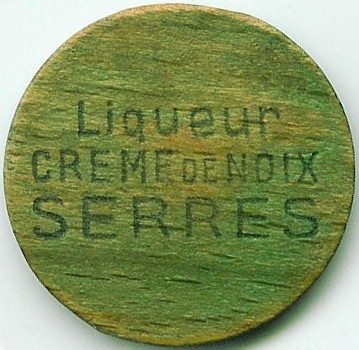 Liqueur
CREME DE NOIX
SERRES